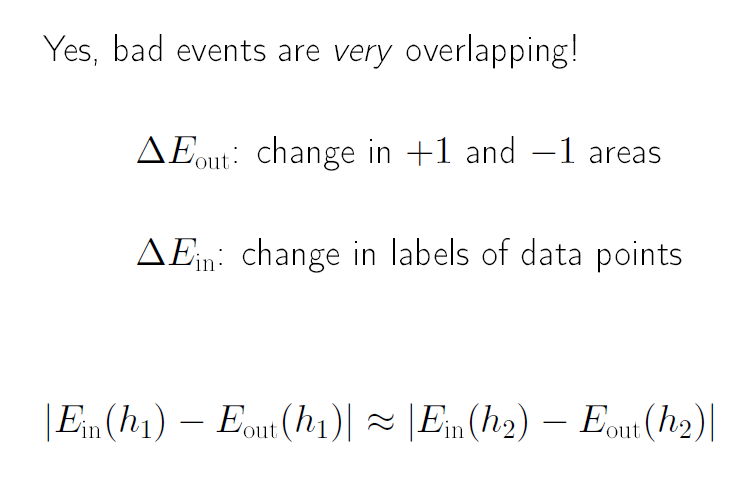 Yes, bad events are very overlapping!
ΔE_out: change in +1 and −1 areas
ΔE_in: change in labels of data points
|E_in(h_1) − E_out(h_1)| ≈ |E_in(h_2) − E_out(h_2)|